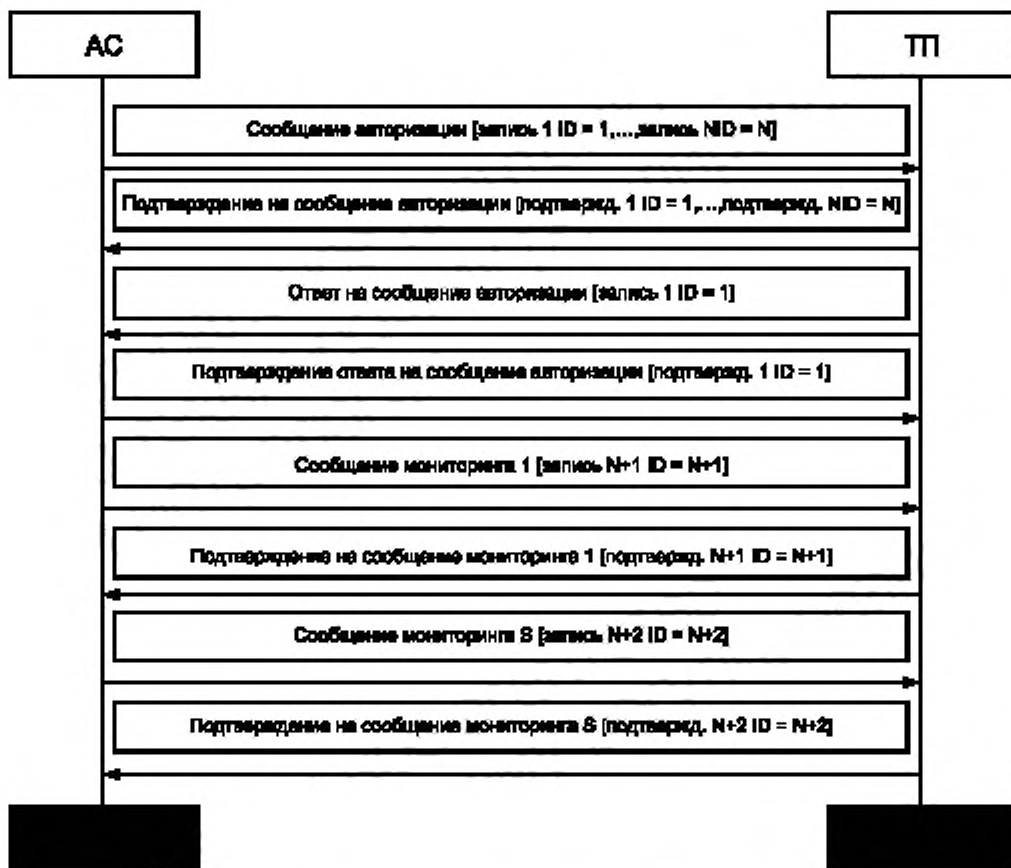 АС
ТП
Сообщение авторизации [запись 1 ID = 1,...,запись NID = N]
Подтверждение на сообщение авторизации [подтвержд. 1 ID = 1,...,подтвержд. NID = N]
Ответ на сообщение авторизации [запись 1 ID = 1]
Подтверждение ответа на сообщение авторизации [подтвержд. 1 ID = 1]
Сообщение мониторинга 1 [запись N+1 ID = N+1]
Подтверждение на сообщение мониторинга 1 [подтвержд. N+1 ID = N+1]
Сообщение мониторинга S [запись N+2 ID = N+2]
Подтверждение на сообщение мониторинга S [подтвержд. N+2 ID = N+2]